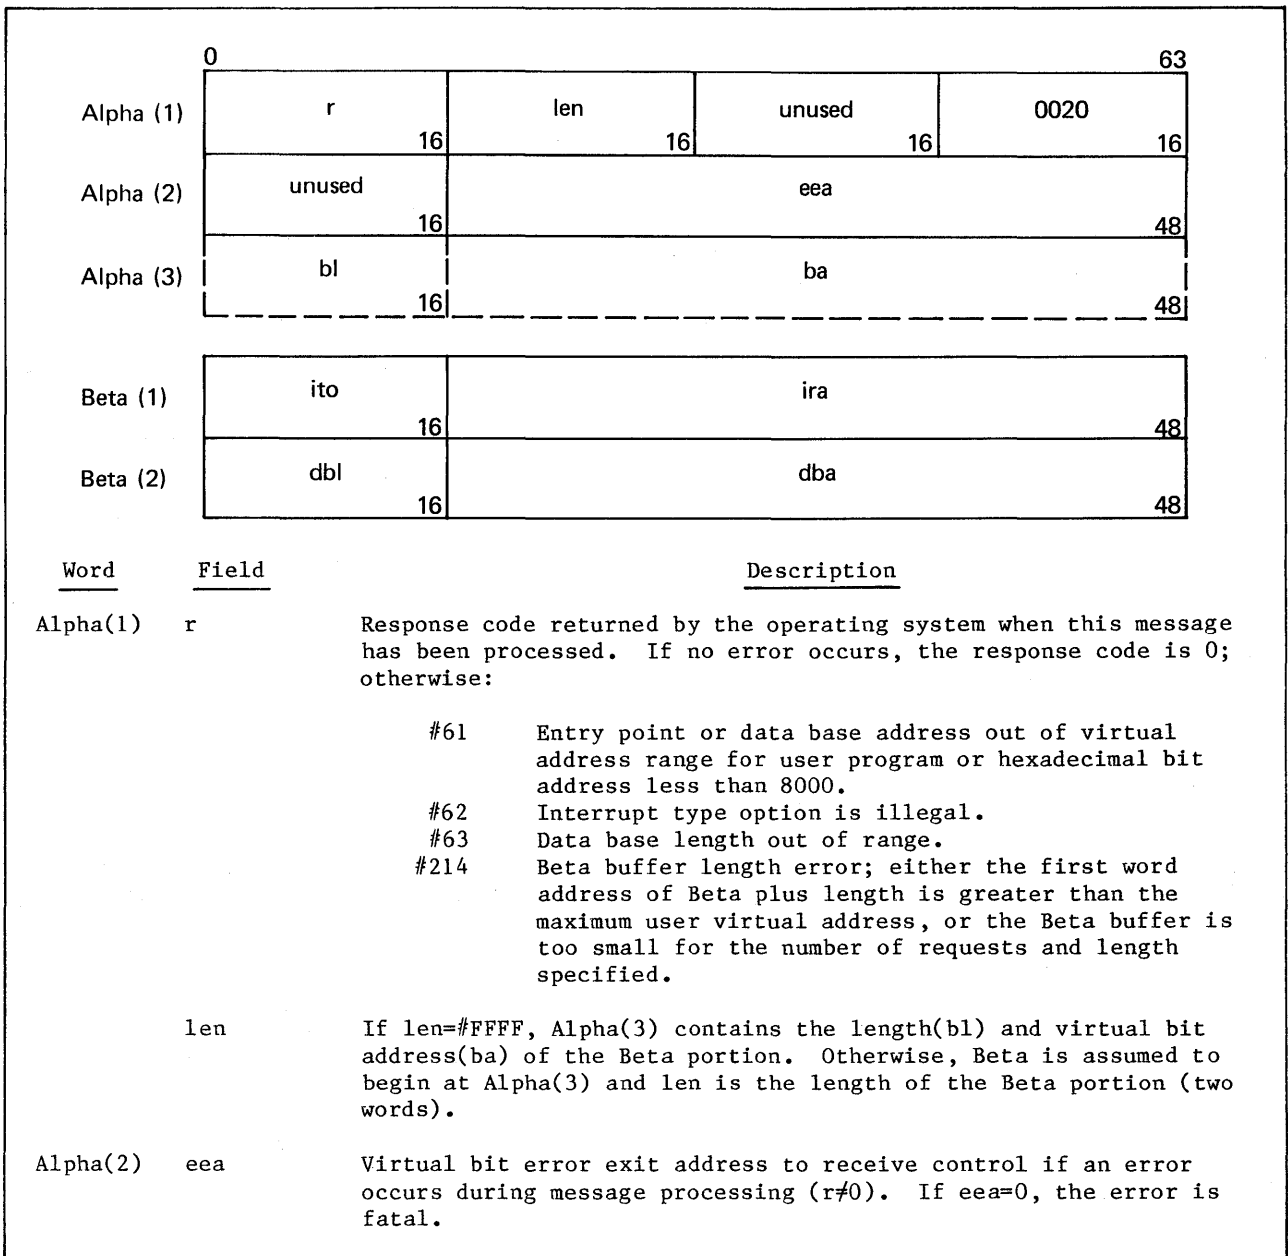 0 63
Alpha (1) r 16 len 16 unused 16 0020 16
Alpha (2) unused 16 eea 48
Alpha (3) bl 16 ba 48
Beta (1) ito 16 ira 48
Beta (2) dbl 16 dba 48
Word Field Description
Alpha(1) r Response code returned by the operating system when this message
has been processed. If no error occurs, the response code is 0;
otherwise:
#61 Entry point or data base address out of virtual
address range for user program or hexadecimal bit
address less than 8000.
#62 Interrupt type option is illegal.
#63 Data base length out of range.
#214 Beta buffer length error; either the first word
address of Beta plus length is greater than the
maximum user virtual address, or the Beta buffer is
too small for the number of requests and length
specified.
len If len=#FFFF, Alpha(3) contains the length(bl) and virtual bit
address(ba) of the Beta portion. Otherwise, Beta is assumed to
begin at Alpha(3) and len is the length of the Beta portion (two
words).
Alpha(2) eea Virtual bit error exit address to receive control if an error
occurs during message processing (r≠0). If eea=0, the error is
fatal.